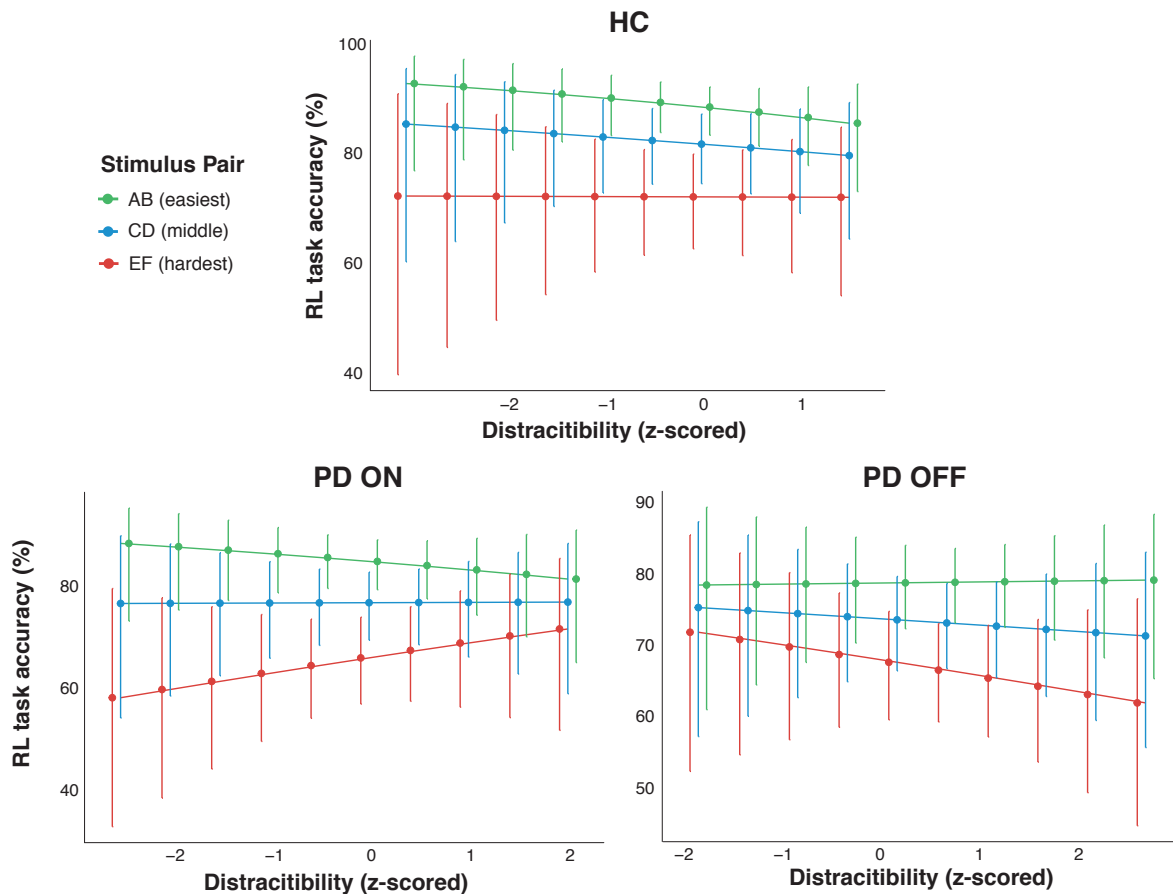 HC
100
80
60
40
RL task accuracy (%)
−2
−1
0
1
Distracitibility (z-scored)
Stimulus Pair
AB (easiest)
CD (middle)
EF (hardest)
PD ON
80
60
40
RL task accuracy (%)
−2
−1
0
1
2
Distracitibility (z-scored)
PD OFF
90
80
70
60
50
−2
−1
0
1
2
Distracitibility (z-scored)